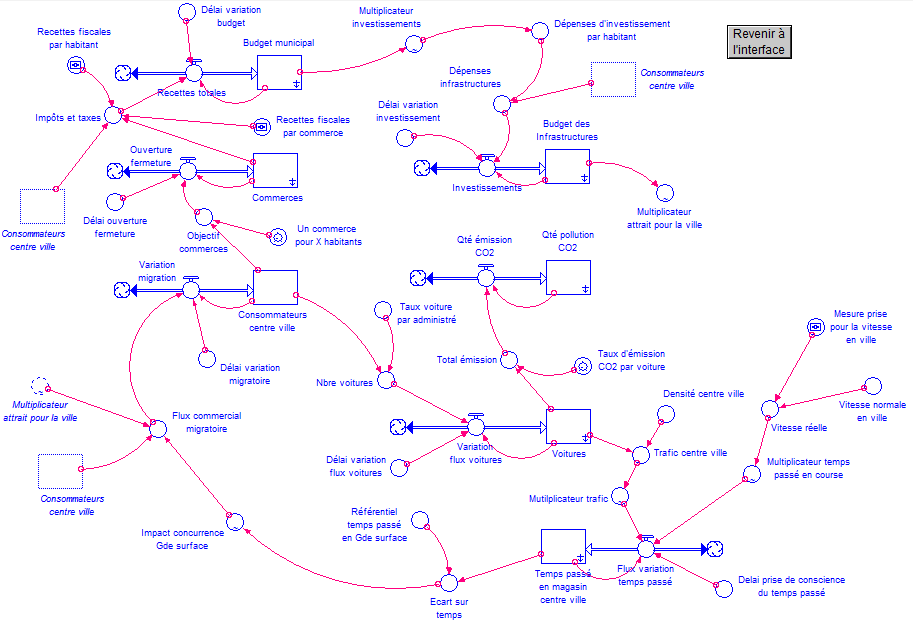 Délai variation
budget
Multiplicateur
investissements
Dépenses d'investissement
par habitant
Revenir à
l'interface
Recettes fiscales
par habitant
Budget municipal
Recettes totales
Dépenses
infrastructures
Consommateurs
centre ville
Délai variation
investissement
Budget des
Infrastructures
Impôts et taxes
Recettes fiscales
par commerce
Ouverture
fermeture
Investissements
Commerces
Multiplicateur
attrait pour la ville
Consommateurs
centre ville
Délai ouverture
fermeture
Objectif
commerces
Un commerce
pour X habitants
Qté émission
CO2
Qté pollution
CO2
Variation
migration
Consommateurs
centre ville
Taux voiture
par administré
Mesure prise
pour la vitesse
en ville
Délai variation
migratoire
Total émission
Taux d'émission
CO2 par voiture
Nbre voitures
Densité centre ville
Vitesse normale
en ville
Multiplicateur
attrait pour la ville
Flux commercial
migratoire
Vitesse réelle
Variation
flux voitures
Voitures
Trafic centre ville
Délai variation
flux voitures
Multiplicateur temps
passé en course
Consommateurs
centre ville
Mutilplicateur trafic
Référentiel
temps passé
en Gde surface
Impact concurrence
Gde surface
Temps passé
en magasin
centre ville
Flux variation
temps passé
Delai prise de conscience
du temps passé
Ecart sur
temps